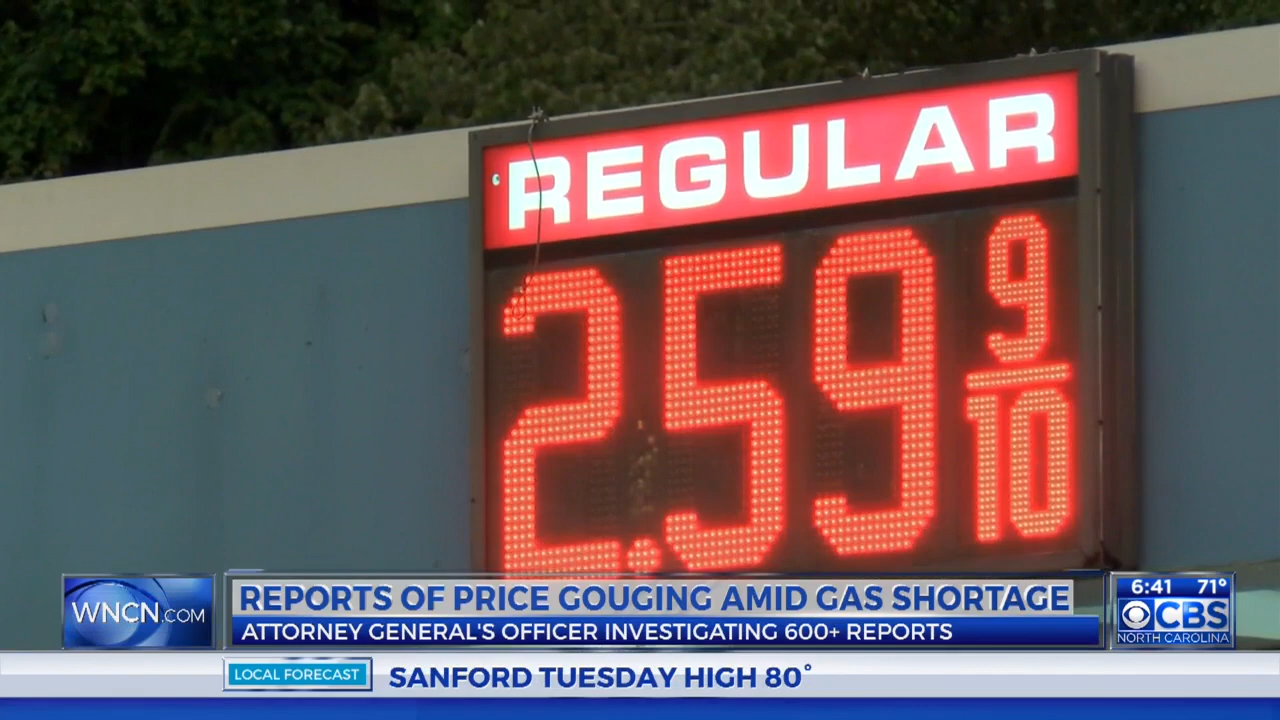 REGULAR
2.59 9/10
WNCN.COM
REPORTS OF PRICE GOUGING AMID GAS SHORTAGE
ATTORNEY GENERAL'S OFFICER INVESTIGATING 600+ REPORTS
6:41 71°
CBS
NORTH CAROLINA
LOCAL FORECAST
SANFORD TUESDAY HIGH 80°